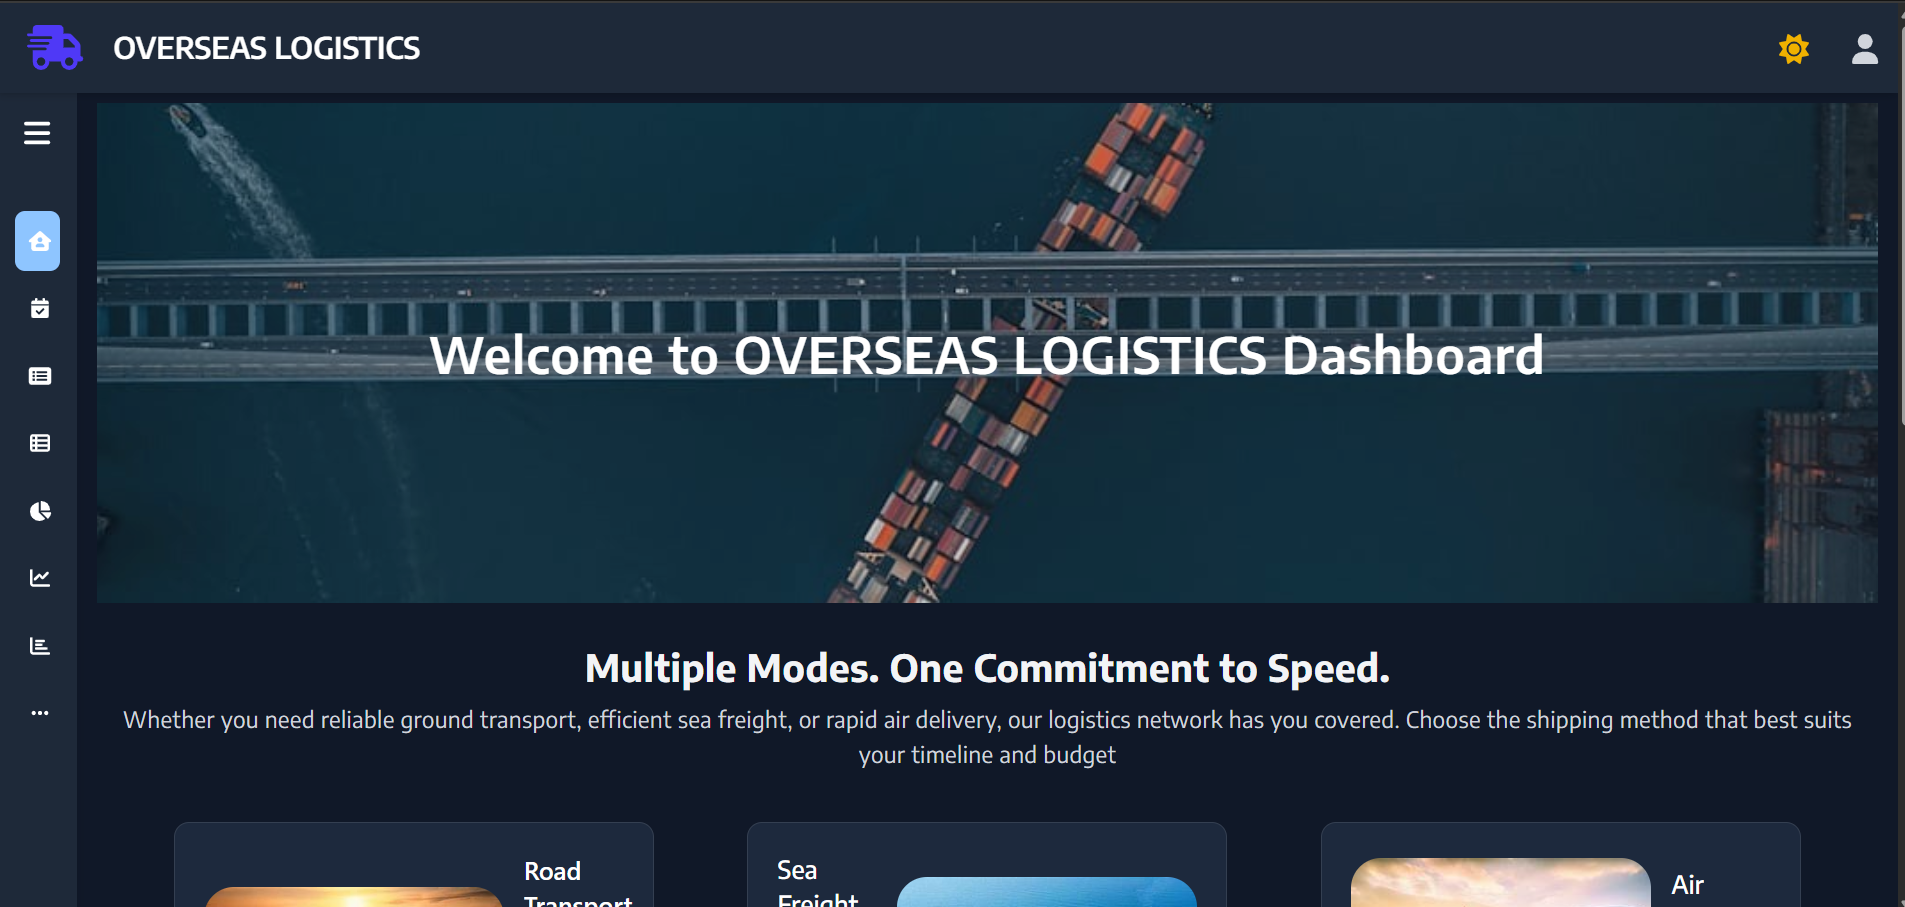 OVERSEAS LOGISTICS
Welcome to OVERSEAS LOGISTICS Dashboard
Multiple Modes. One Commitment to Speed.
Whether you need reliable ground transport, efficient sea freight, or rapid air delivery, our logistics network has you covered. Choose the shipping method that best suits
your timeline and budget
Road
Transport
Sea
Freight
Air